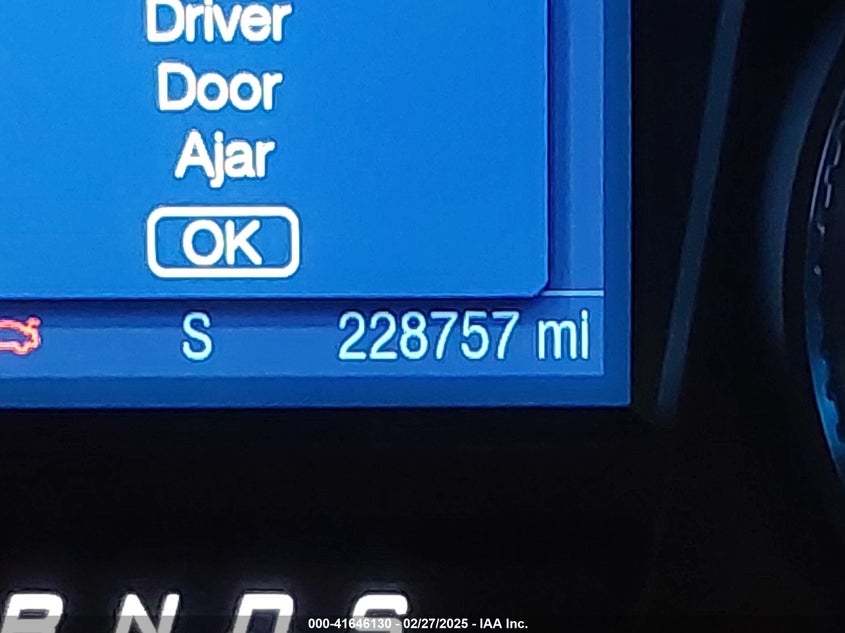 Driver
Door
Ajar
OK
S 228757 mi
R N D S
000-41646130 - 02/27/2025 - IAA Inc.